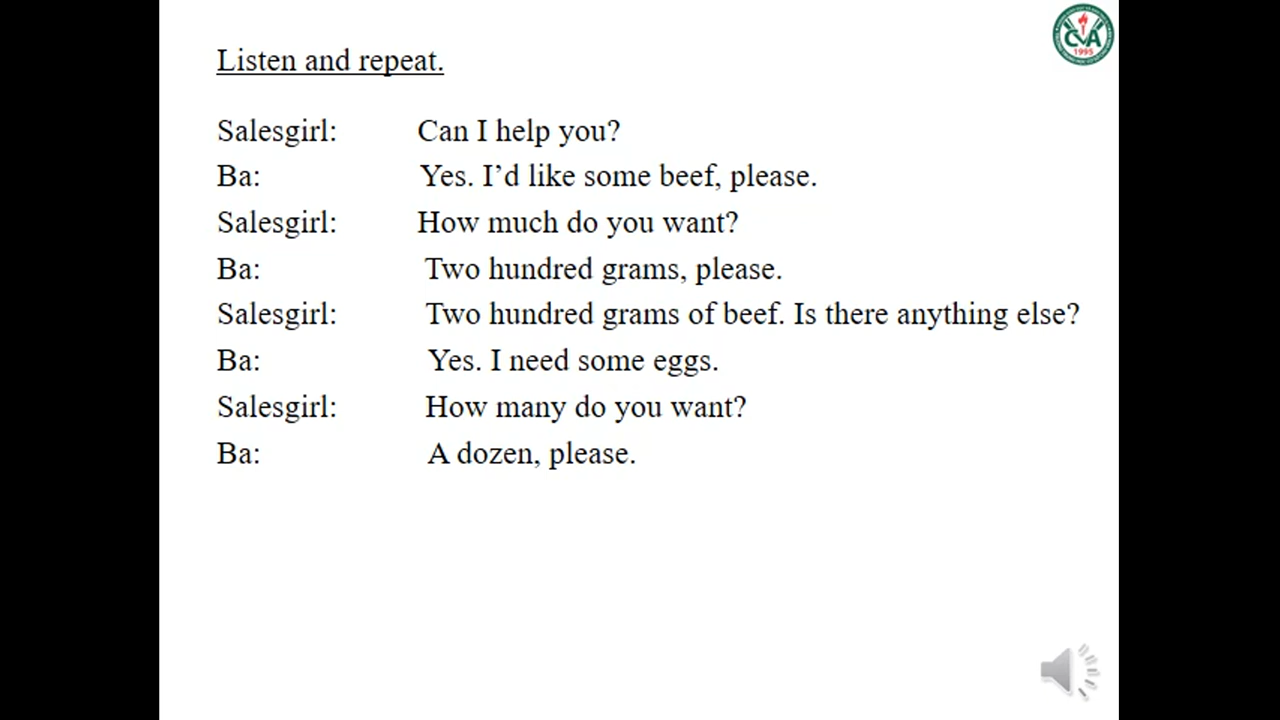 Listen and repeat.
CVA
1995
Salesgirl: Can I help you?
Ba: Yes. I’d like some beef, please.
Salesgirl: How much do you want?
Ba: Two hundred grams, please.
Salesgirl: Two hundred grams of beef. Is there anything else?
Ba: Yes. I need some eggs.
Salesgirl: How many do you want?
Ba: A dozen, please.